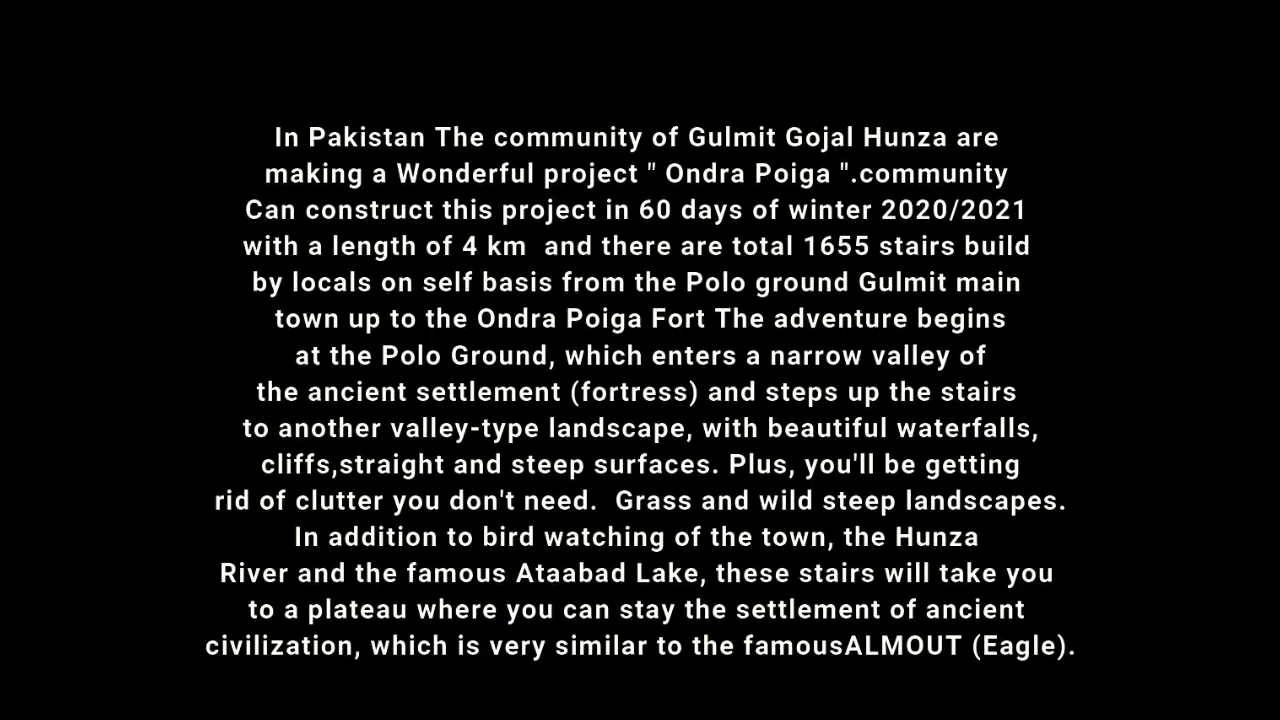 In Pakistan The community of Gulmit Gojal Hunza are
making a Wonderful project " Ondra Poiga ".community
Can construct this project in 60 days of winter 2020/2021
with a length of 4 km  and there are total 1655 stairs build
by locals on self basis from the Polo ground Gulmit main
town up to the Ondra Poiga Fort The adventure begins
at the Polo Ground, which enters a narrow valley of
the ancient settlement (fortress) and steps up the stairs
to another valley-type landscape, with beautiful waterfalls,
cliffs,straight and steep surfaces. Plus, you'll be getting
rid of clutter you don't need.  Grass and wild steep landscapes.
In addition to bird watching of the town, the Hunza
River and the famous Ataabad Lake, these stairs will take you
to a plateau where you can stay the settlement of ancient
civilization, which is very similar to the famousALMOUT (Eagle).